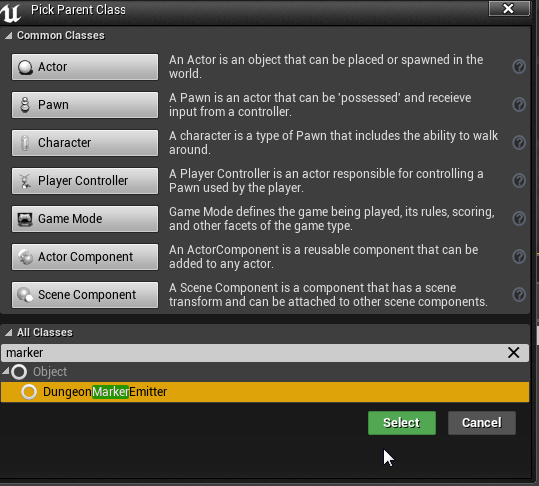 Pick Parent Class
Common Classes
Actor
An Actor is an object that can be placed or spawned in the
world.
Pawn
A Pawn is an actor that can be 'possessed' and receieve
input from a controller.
Character
A character is a type of Pawn that includes the ability to walk
around.
Player Controller
A Player Controller is an actor responsible for controlling a
Pawn used by the player.
Game Mode
Game Mode defines the game being played, its rules, scoring,
and other facets of the game type.
Actor Component
An ActorComponent is a reusable component that can be
added to any actor.
Scene Component
A Scene Component is a component that has a scene
transform and can be attached to other scene components.
All Classes
marker
Object
DungeonMarkerEmitter
Select
Cancel